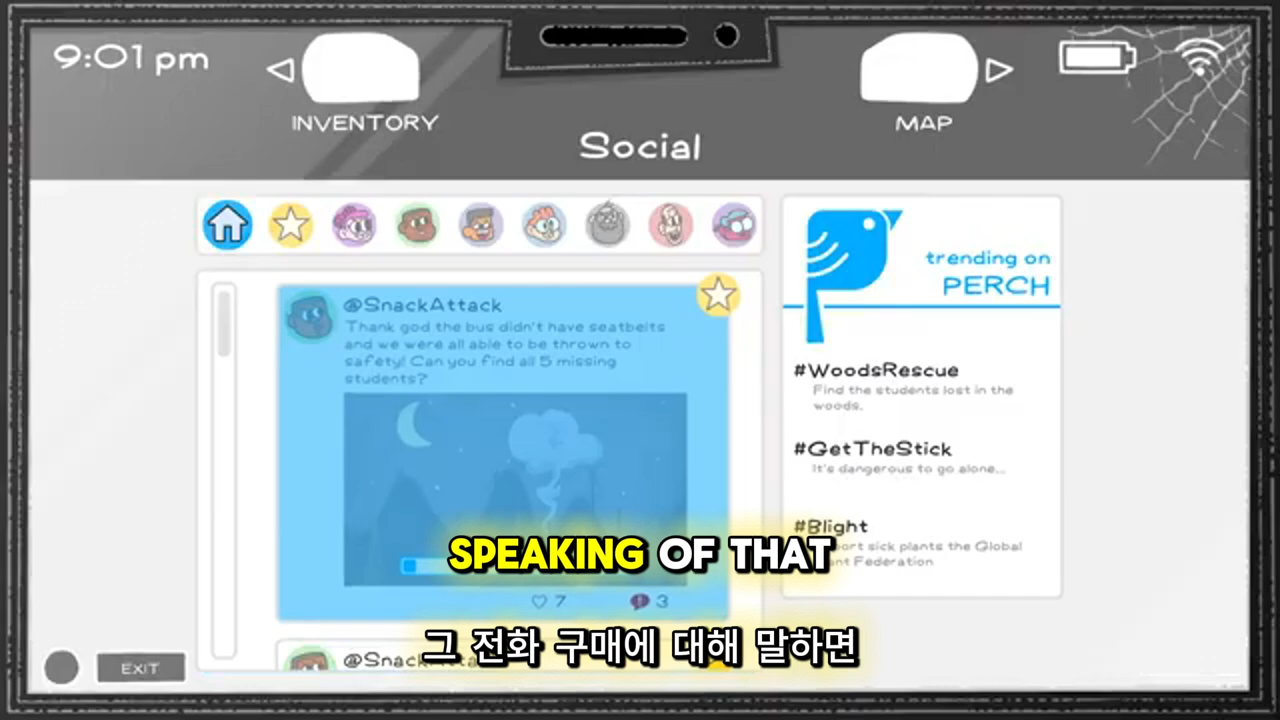 9:01 pm
INVENTORY
MAP
Social
@SnackAttack
Thank god the bus didn't have seatbelts
and we were all able to be thrown to
safety! Can you find all 5 missing
students?
7
3
@Snack
trending on
PERCH
#WoodsRescue
Find the students lost in the
woods.
#GetTheStick
It's dangerous to go alone...
#Blight
sick plants the Global
Federation
SPEAKING OF THAT
그 전화 구매에 대해 말하면
EXIT